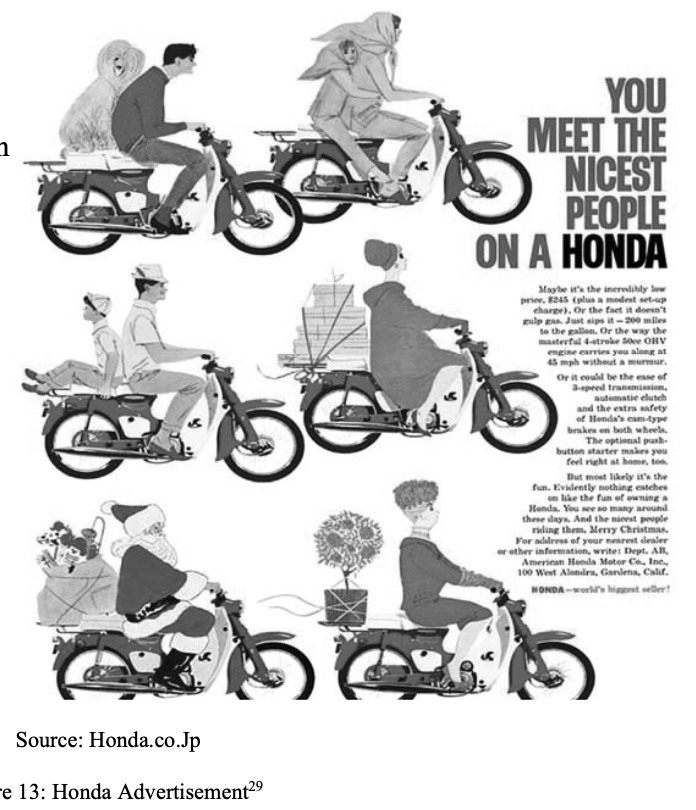 n
YOU
MEET THE
NICEST
PEOPLE
ON A HONDA
Maybe it's the incredibly low
price, $245 (plus a modest set-up
charge). Or the fact it doesn't
gulp gas. Just sips it — 200 miles
to the gallon. Or the way the
masterful 4-stroke 50cc OHV
engine carries you along at
45 mph without a murmur.
Or it could be the ease of
3-speed transmission,
automatic clutch
and the extra safety
of Honda's cam-type
brakes on both wheels.
The optional push-
button starter makes you
feel right at home, too.
But most likely it's the
fun. Evidently nothing catches
on like the fun of owning a
Honda. You see so many around
these days. And the nicest people
riding them. Merry Christmas.
For address of your nearest dealer
or other information, write: Dept. AB,
American Honda Motor Co., Inc.,
100 West Alondra, Gardena, Calif.
HONDA—world's biggest seller!
Source: Honda.co.Jp
re 13: Honda Advertisement29